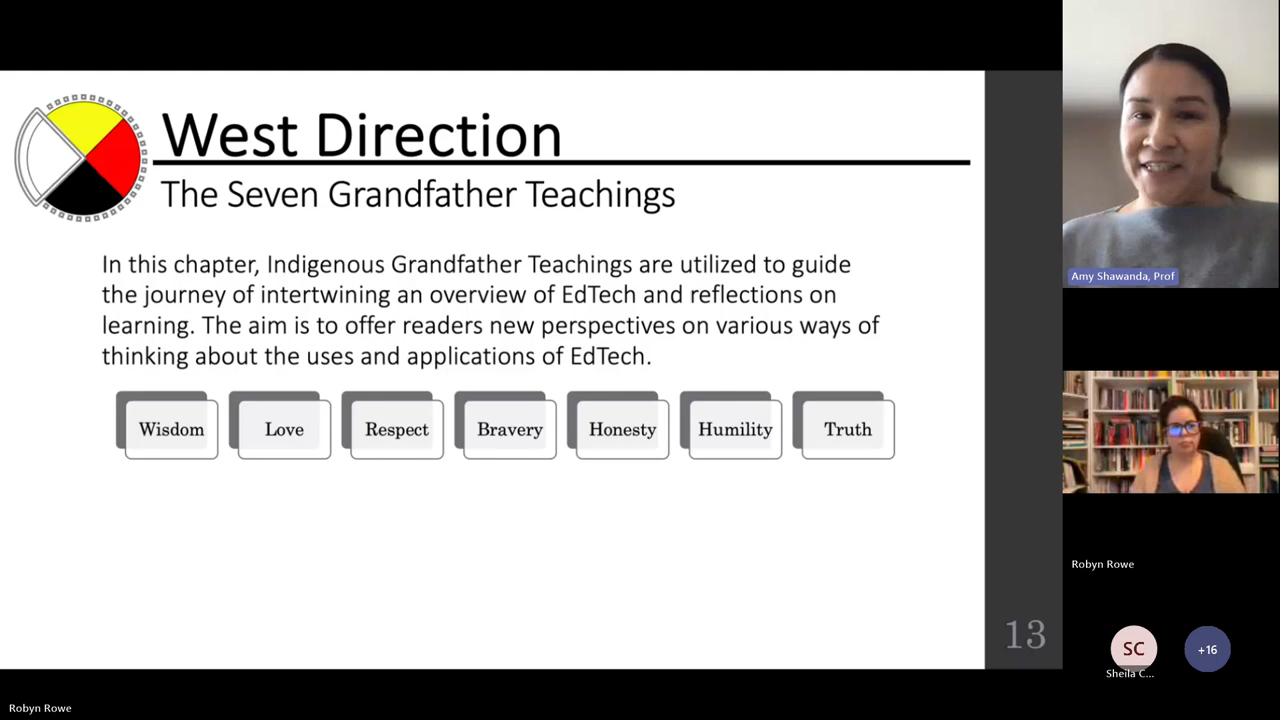 West Direction
The Seven Grandfather Teachings
In this chapter, Indigenous Grandfather Teachings are utilized to guide
the journey of intertwining an overview of EdTech and reflections on
learning. The aim is to offer readers new perspectives on various ways of
thinking about the uses and applications of EdTech.
Wisdom Love Respect Bravery Honesty Humility Truth
13
Amy Shawanda, Prof
Robyn Rowe
SC
+16
Sheila C...
Robyn Rowe